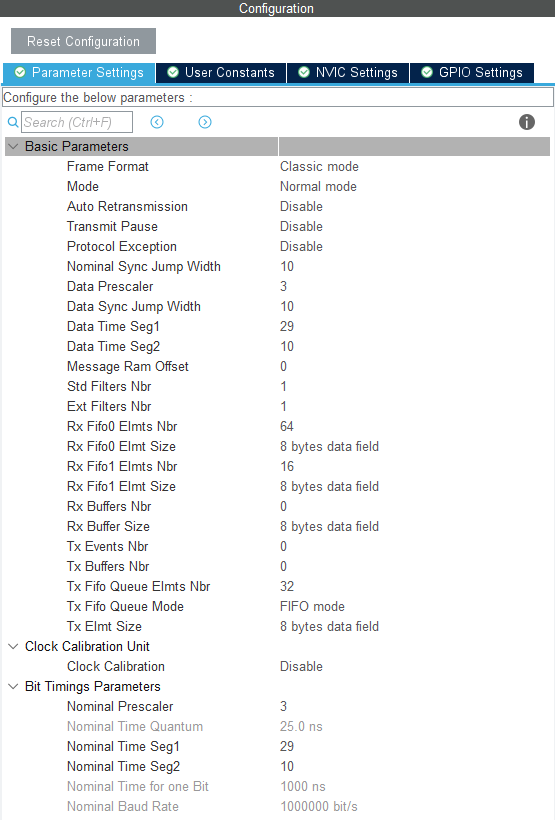 Configuration
Reset Configuration
Parameter Settings User Constants NVIC Settings GPIO Settings
Configure the below parameters :
Search (Ctrl+F)
Basic Parameters
Frame Format Classic mode
Mode Normal mode
Auto Retransmission Disable
Transmit Pause Disable
Protocol Exception Disable
Nominal Sync Jump Width 10
Data Prescaler 3
Data Sync Jump Width 10
Data Time Seg1 29
Data Time Seg2 10
Message Ram Offset 0
Std Filters Nbr 1
Ext Filters Nbr 1
Rx Fifo0 Elmts Nbr 64
Rx Fifo0 Elmt Size 8 bytes data field
Rx Fifo1 Elmts Nbr 16
Rx Fifo1 Elmt Size 8 bytes data field
Rx Buffers Nbr 0
Rx Buffer Size 8 bytes data field
Tx Events Nbr 0
Tx Buffers Nbr 0
Tx Fifo Queue Elmts Nbr 32
Tx Fifo Queue Mode FIFO mode
Tx Elmt Size 8 bytes data field
Clock Calibration Unit
Clock Calibration Disable
Bit Timings Parameters
Nominal Prescaler 3
Nominal Time Quantum 25.0 ns
Nominal Time Seg1 29
Nominal Time Seg2 10
Nominal Time for one Bit 1000 ns
Nominal Baud Rate 1000000 bit/s